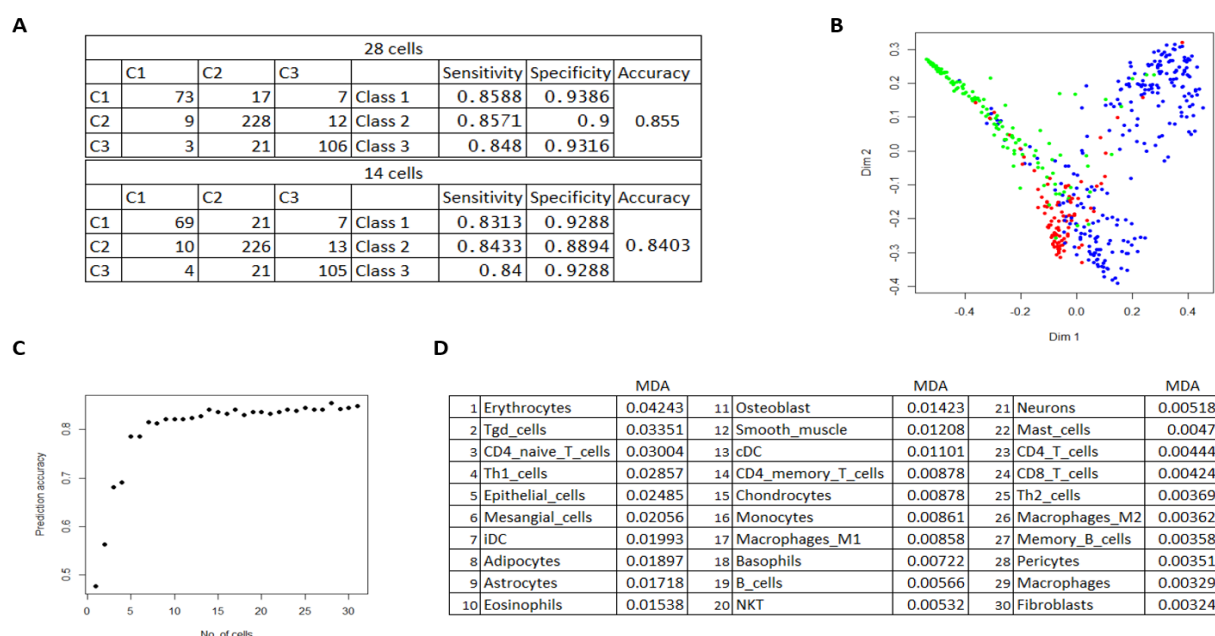 A
28 cells
C1 C2 C3 Sensitivity Specificity Accuracy
C1 73 17 7 Class 1 0.8588 0.9386
C2 9 228 12 Class 2 0.8571 0.9 0.855
C3 3 21 106 Class 3 0.848 0.9316
14 cells
C1 C2 C3 Sensitivity Specificity Accuracy
C1 69 21 7 Class 1 0.8313 0.9288
C2 10 226 13 Class 2 0.8433 0.8894 0.8403
C3 4 21 105 Class 3 0.84 0.9288
B
Dim 2
0.3
0.2
0.1
0.0
-0.1
-0.2
-0.3
-0.4
-0.4 -0.2 0.0 0.2 0.4
Dim 1
C
Prediction accuracy
0.8
0.7
0.6
0.5
0 5 10 15 20 25 30
No. of cells
D
MDA MDA MDA
1 Erythrocytes 0.04243 11 Osteoblast 0.01423 21 Neurons 0.00518
2 Tgd_cells 0.03351 12 Smooth_muscle 0.01208 22 Mast_cells 0.0047
3 CD4_naive_T_cells 0.03004 13 cDC 0.01101 23 CD4_T_cells 0.00444
4 Th1_cells 0.02857 14 CD4_memory_T_cells 0.00878 24 CD8_T_cells 0.00424
5 Epithelial_cells 0.02485 15 Chondrocytes 0.00878 25 Th2_cells 0.00369
6 Mesangial_cells 0.02056 16 Monocytes 0.00861 26 Macrophages_M2 0.00362
7 iDC 0.01993 17 Macrophages_M1 0.00858 27 Memory_B_cells 0.00358
8 Adipocytes 0.01897 18 Basophils 0.00722 28 Pericytes 0.00351
9 Astrocytes 0.01718 19 B_cells 0.00566 29 Macrophages 0.00329
10 Eosinophils 0.01538 20 NKT 0.00532 30 Fibroblasts 0.00324